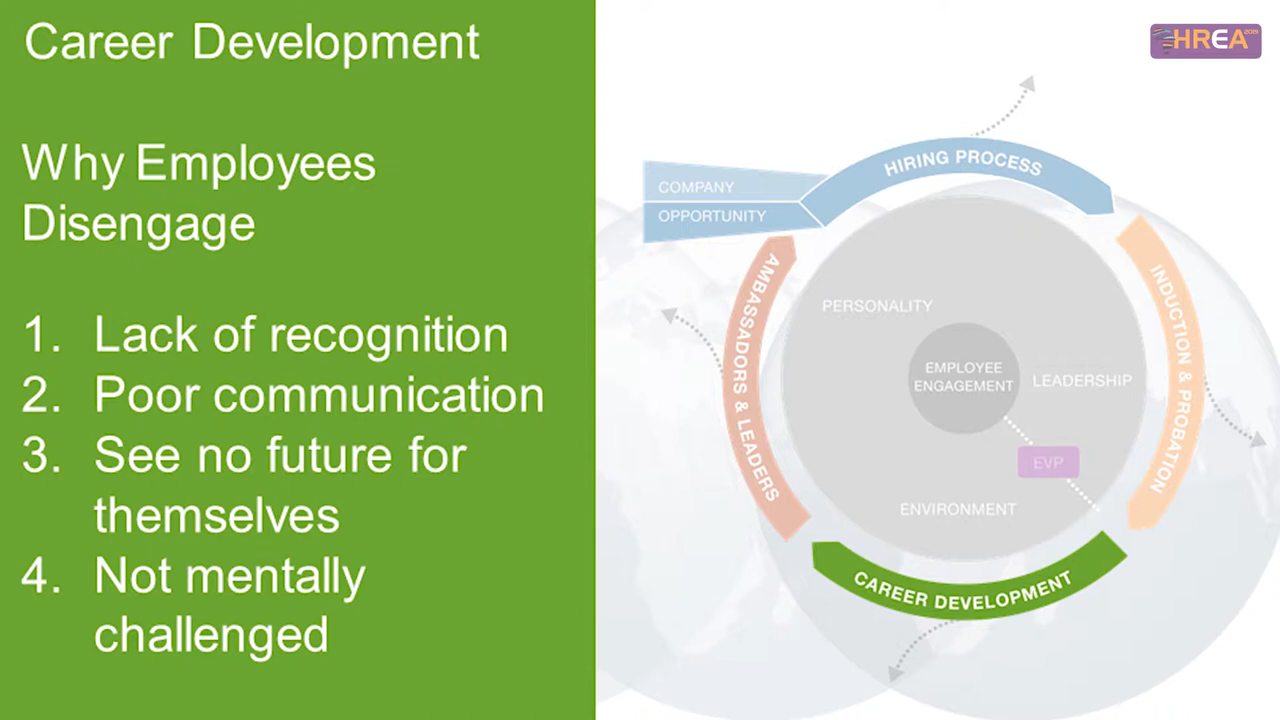 Career Development
Why Employees
Disengage
1. Lack of recognition
2. Poor communication
3. See no future for
themselves
4. Not mentally
challenged
HREA 2019
HIRING PROCESS
COMPANY
OPPORTUNITY
AMBASSADORS & LEADERS
INDUCTION & PROBATION
PERSONALITY
EMPLOYEE
ENGAGEMENT
LEADERSHIP
EVP
ENVIRONMENT
CAREER DEVELOPMENT